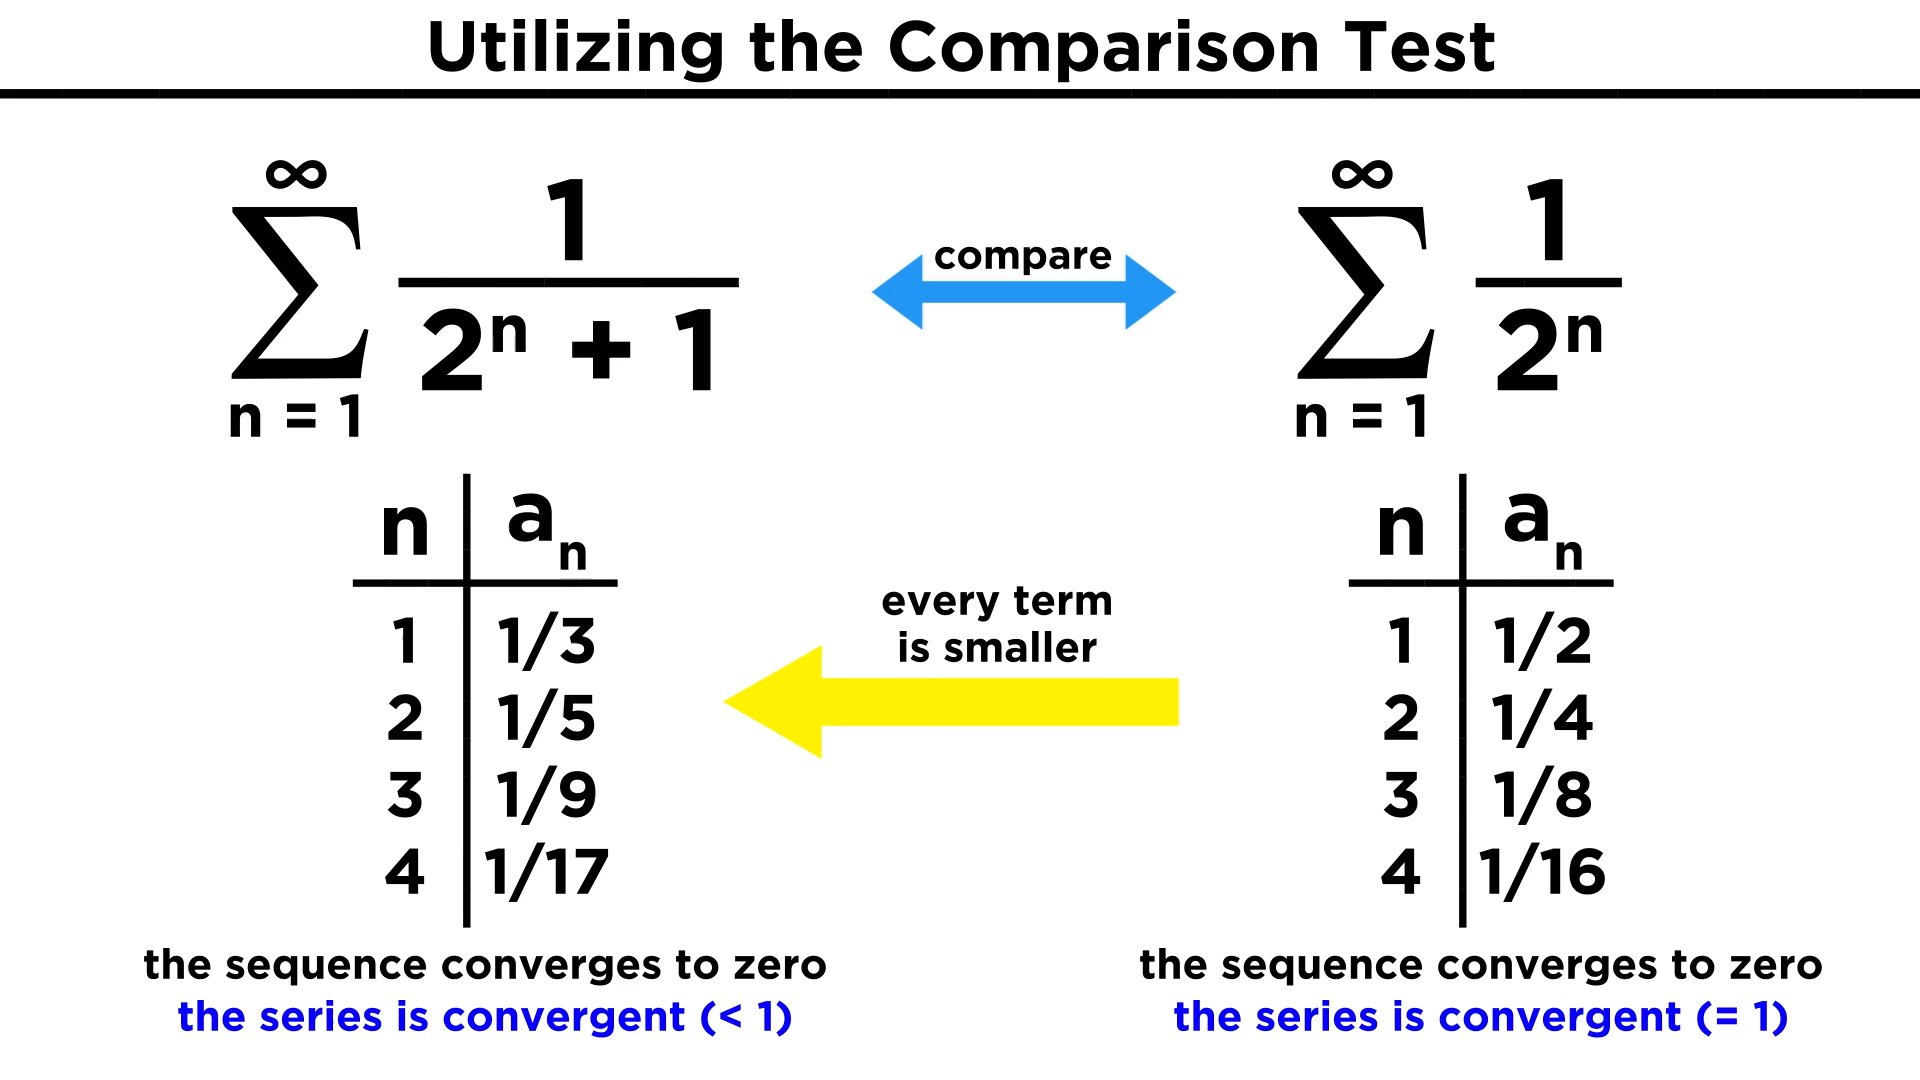 Utilizing the Comparison Test
∞
∑ 1 / 2ⁿ + 1
n = 1
compare
∞
∑ 1 / 2ⁿ
n = 1
n aₙ
1 1/3
2 1/5
3 1/9
4 1/17
every term
is smaller
n aₙ
1 1/2
2 1/4
3 1/8
4 1/16
the sequence converges to zero
the series is convergent (< 1)
the sequence converges to zero
the series is convergent (= 1)